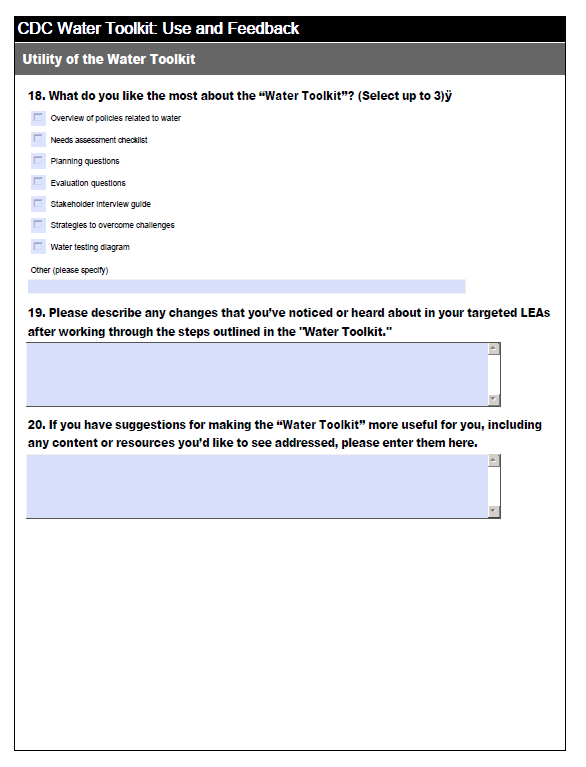 CDC Water Toolkit: Use and Feedback
Utility of the Water Toolkit
18. What do you like the most about the “Water Toolkit”? (Select up to 3)ÿ
Overview of policies related to water
Needs assessment checklist
Planning questions
Evaluation questions
Stakeholder interview guide
Strategies to overcome challenges
Water testing diagram
Other (please specify)
19. Please describe any changes that you’ve noticed or heard about in your targeted LEAs
after working through the steps outlined in the "Water Toolkit."
20. If you have suggestions for making the “Water Toolkit” more useful for you, including
any content or resources you’d like to see addressed, please enter them here.